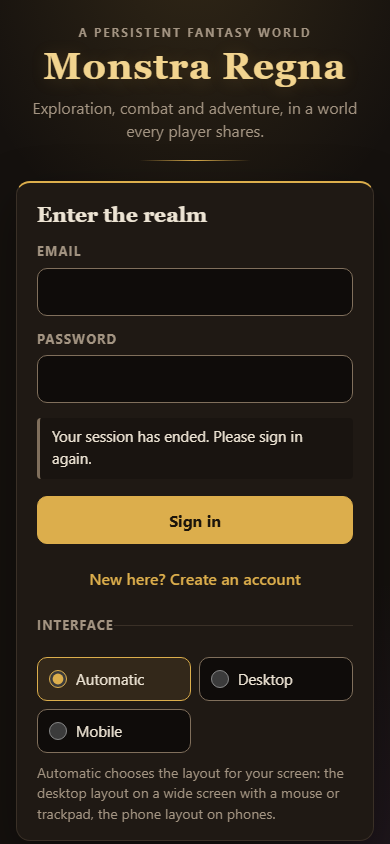 A PERSISTENT FANTASY WORLD
Monstra Regna
Exploration, combat and adventure, in a world
every player shares.
Enter the realm
EMAIL
PASSWORD
Your session has ended. Please sign in
again.
Sign in
New here? Create an account
INTERFACE
Automatic
Desktop
Mobile
Automatic chooses the layout for your screen: the
desktop layout on a wide screen with a mouse or
trackpad, the phone layout on phones.